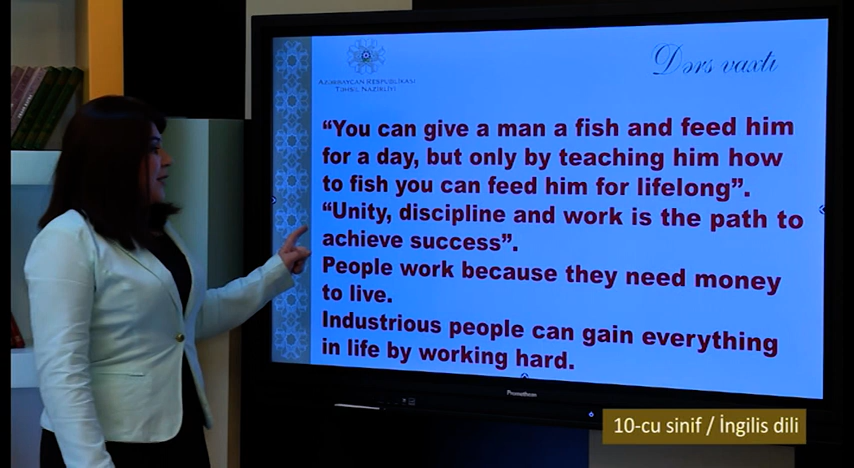 AZƏRBAYCAN RESPUBLİKASI
TƏHSİL NAZİRLİYİ
Dərs vaxtı
“You can give a man a fish and feed him
for a day, but only by teaching him how
to fish you can feed him for lifelong”.
“Unity, discipline and work is the path to
achieve success”.
People work because they need money
to live.
Industrious people can gain everything
in life by working hard.
Promethean
10-cu sinif / İngilis dili